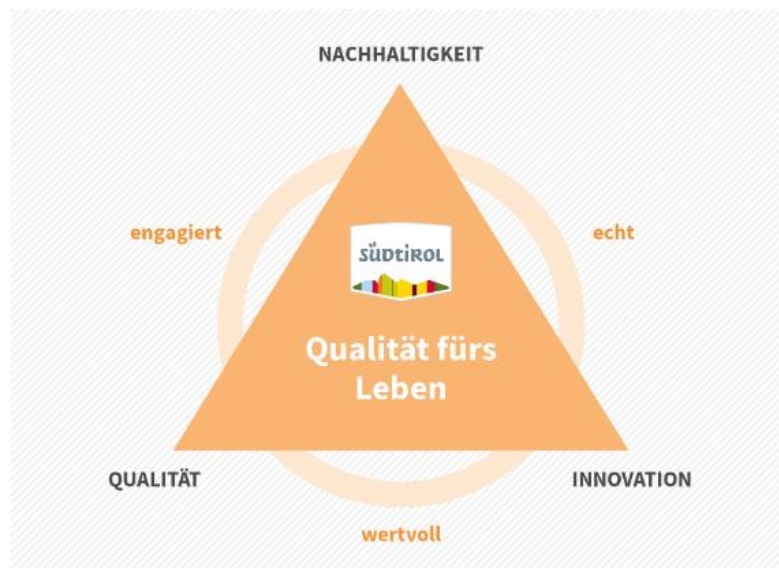 NACHHALTIGKEIT
engagiert
echt
SÜDTIROL
Qualität fürs
Leben
QUALITÄT
INNOVATION
wertvoll